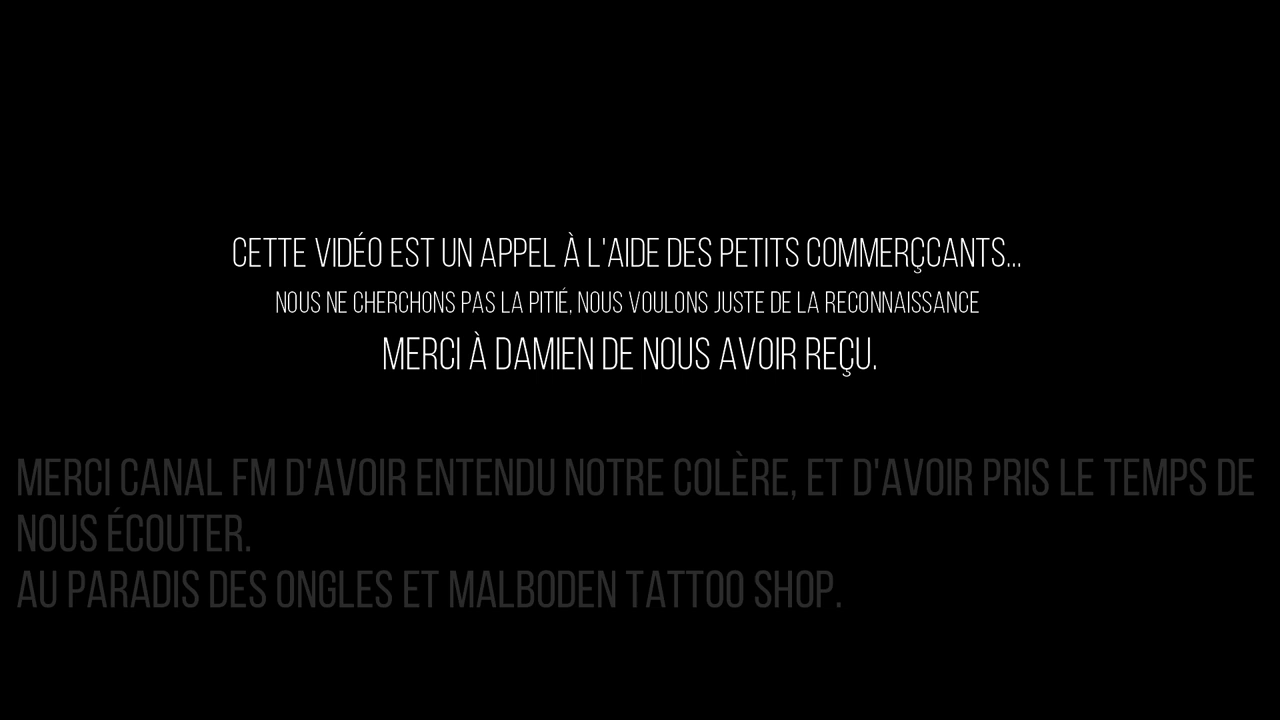 CETTE VIDÉO EST UN APPEL À L'AIDE DES PETITS COMMERÇCANTS...
NOUS NE CHERCHONS PAS LA PITIÉ, NOUS VOULONS JUSTE DE LA RECONNAISSANCE
MERCI À DAMIEN DE NOUS AVOIR REÇU.
MERCI CANAL FM D'AVOIR ENTENDU NOTRE COLÈRE, ET D'AVOIR PRIS LE TEMPS DE
NOUS ÉCOUTER.
AU PARADIS DES ONGLES ET MALBODEN TATTOO SHOP.